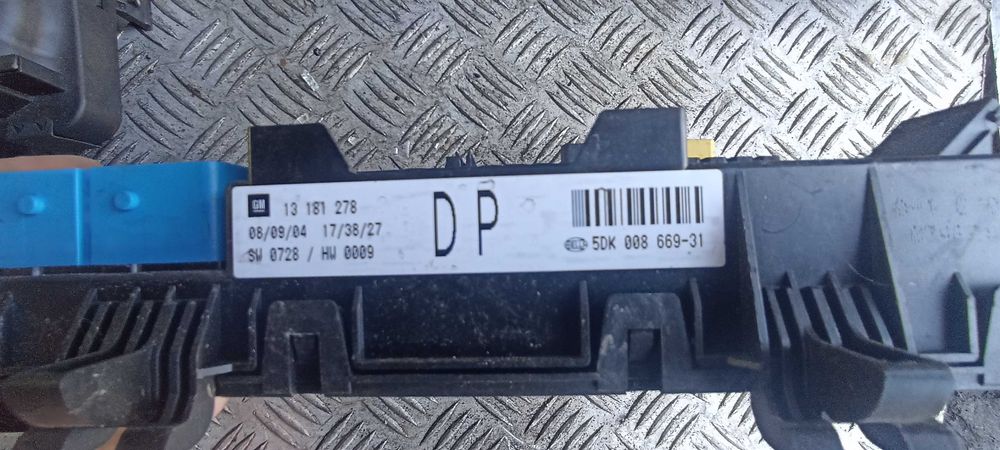 GM 13 181 278
08/09/04 17/38/27
SW 0728 / HW 0009
DP
HELLA 5DK 008 669-31